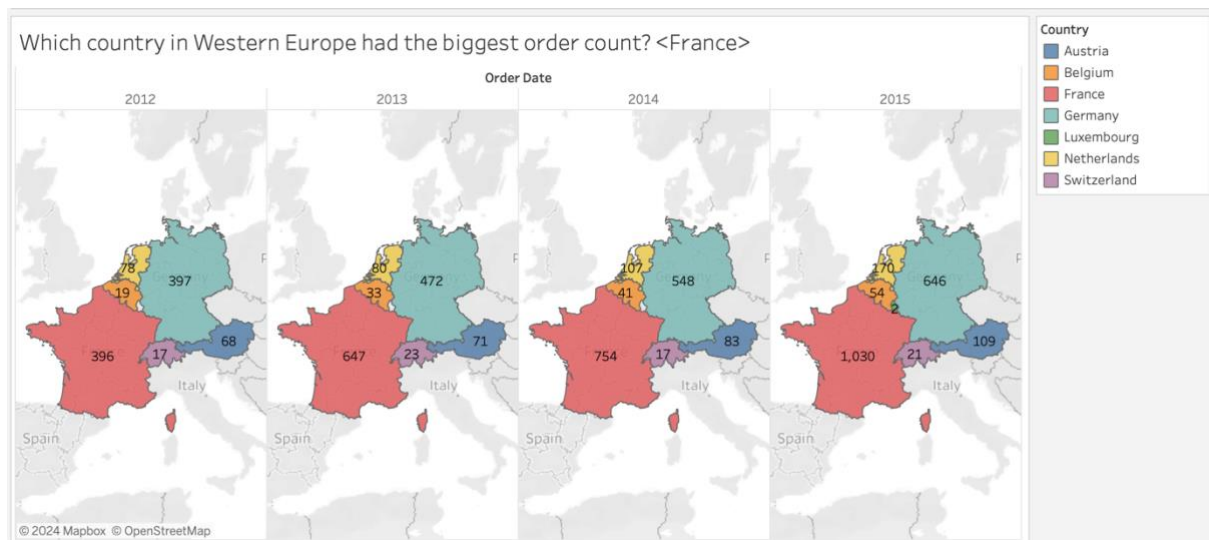 Which country in Western Europe had the biggest order count? <France>
Order Date
2012 2013 2014 2015
78 397
19
68
396 17
Italy
Spain
80 472
33
71
647 23
Italy
Spain
107 548
41
83
754 17
Italy
Spain
170 646
54
2
109
1,030 21
Italy
Spain
© 2024 Mapbox © OpenStreetMap
Country
Austria
Belgium
France
Germany
Luxembourg
Netherlands
Switzerland